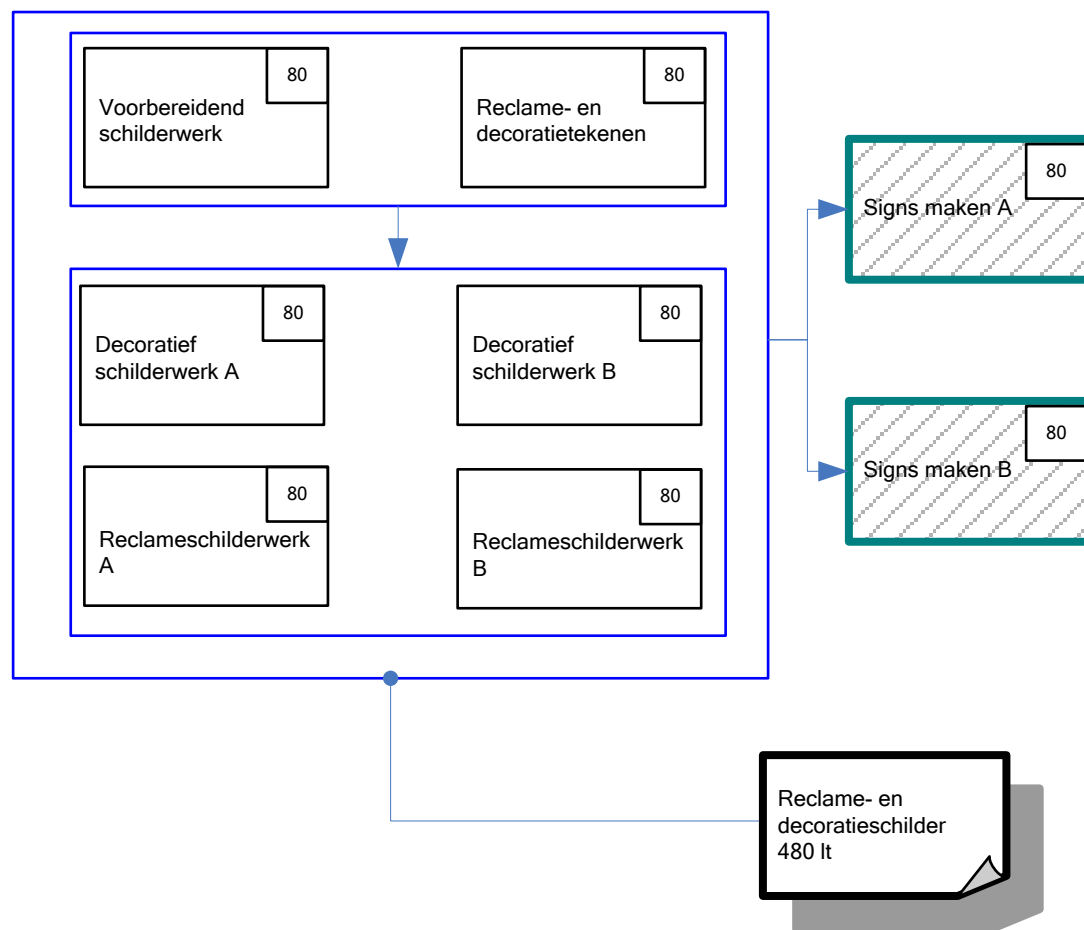 80
Voorbereidend
schilderwerk
80
Reclame- en
decoratietekenen
80
Signs maken A
80
Decoratief
schilderwerk A
80
Decoratief
schilderwerk B
80
Signs maken B
80
Reclameschilderwerk
A
80
Reclameschilderwerk
B
Reclame- en
decoratieschilder
480 lt